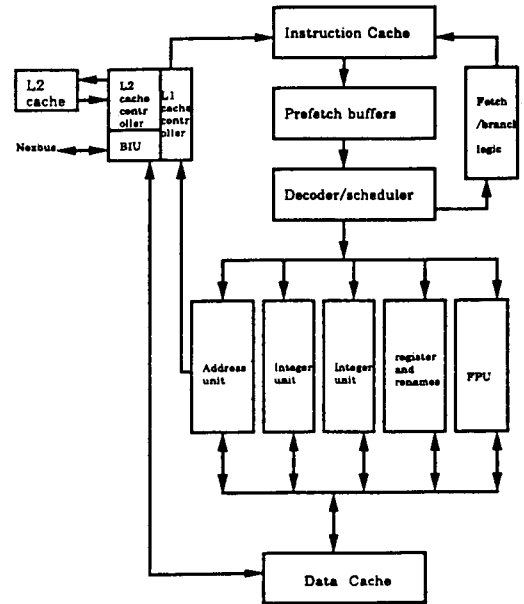 Instruction Cache
L2
cache
L2
cache
contr
oller
L1
cache
contr
oller
BIU
Nexbus
Prefetch buffers
Fetch
/branch
logic
Decoder/scheduler
Address
unit
Integer
unit
Integer
unit
register
and
renames
FPU
Data Cache